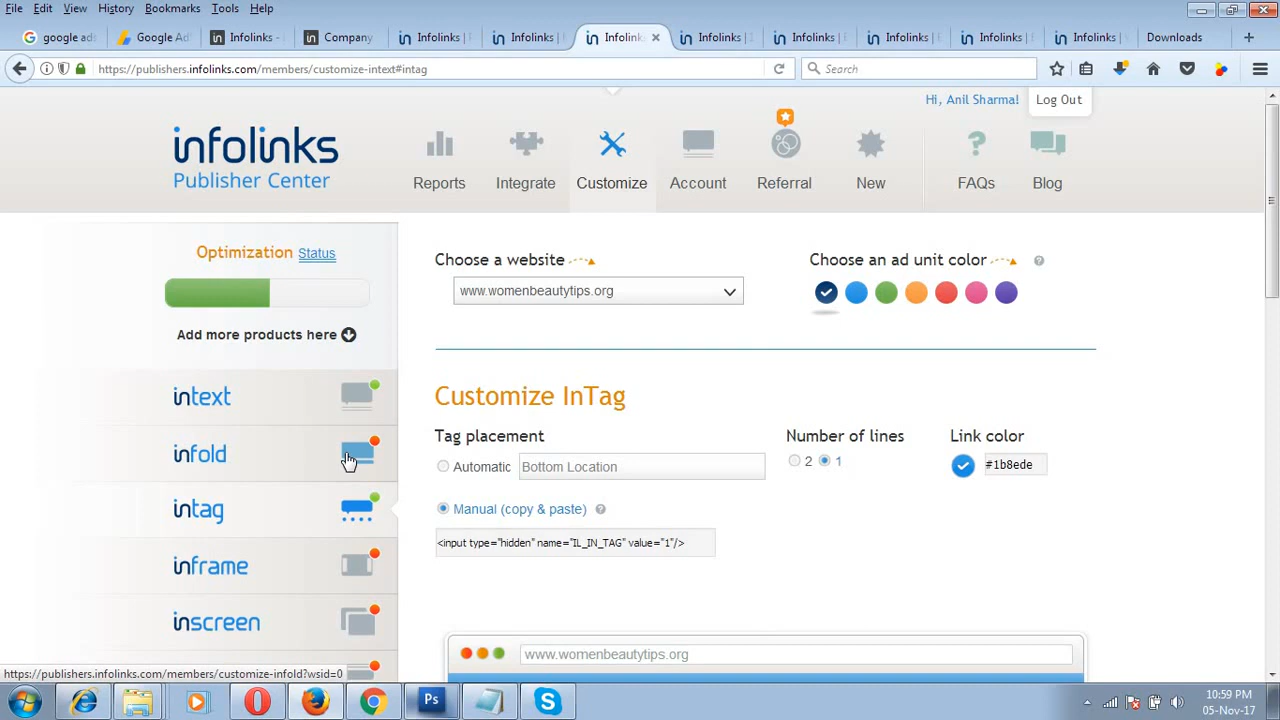 File Edit View History Bookmarks Tools Help
google ads
Google Ad
Infolinks -
Company
Infolinks |
Infolinks |
Infolinks
Infolinks |
Infolinks |
Infolinks |
Infolinks |
Infolinks |
Downloads
https://publishers.infolinks.com/members/customize-intext#intag
Search
Hi, Anil Sharma!
Log Out
infolinks
Publisher Center
Reports
Integrate
Customize
Account
Referral
New
FAQs
Blog
Optimization Status
Add more products here
intext
infold
intag
inframe
inscreen
Choose a website
www.womenbeautytips.org
Choose an ad unit color
?
Customize InTag
Tag placement
Automatic
Bottom Location
Manual (copy & paste) ?
<input type="hidden" name="IL_IN_TAG" value="1"/>
Number of lines
2 1
Link color
#1b8ede
www.womenbeautytips.org
https://publishers.infolinks.com/members/customize-infold?wsid=0
Ps
10:59 PM
05-Nov-17